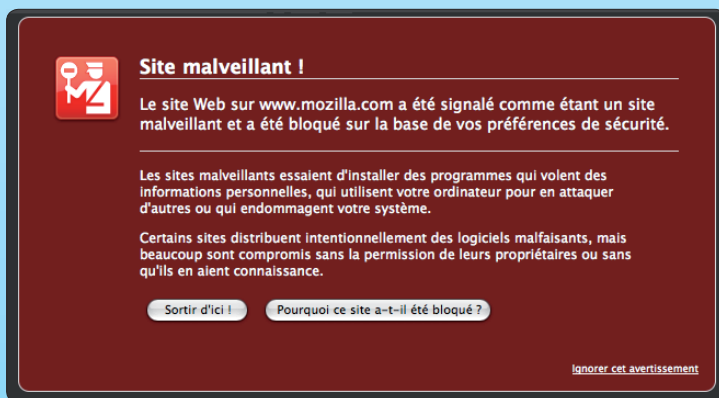 Site malveillant !
Le site Web sur www.mozilla.com a été signalé comme étant un site
malveillant et a été bloqué sur la base de vos préférences de sécurité.
Les sites malveillants essaient d'installer des programmes qui volent des
informations personnelles, qui utilisent votre ordinateur pour en attaquer
d'autres ou qui endommagent votre système.
Certains sites distribuent intentionnellement des logiciels malfaisants, mais
beaucoup sont compromis sans la permission de leurs propriétaires ou sans
qu'ils en aient connaissance.
Sortir d'ici !
Pourquoi ce site a-t-il été bloqué ?
Ignorer cet avertissement